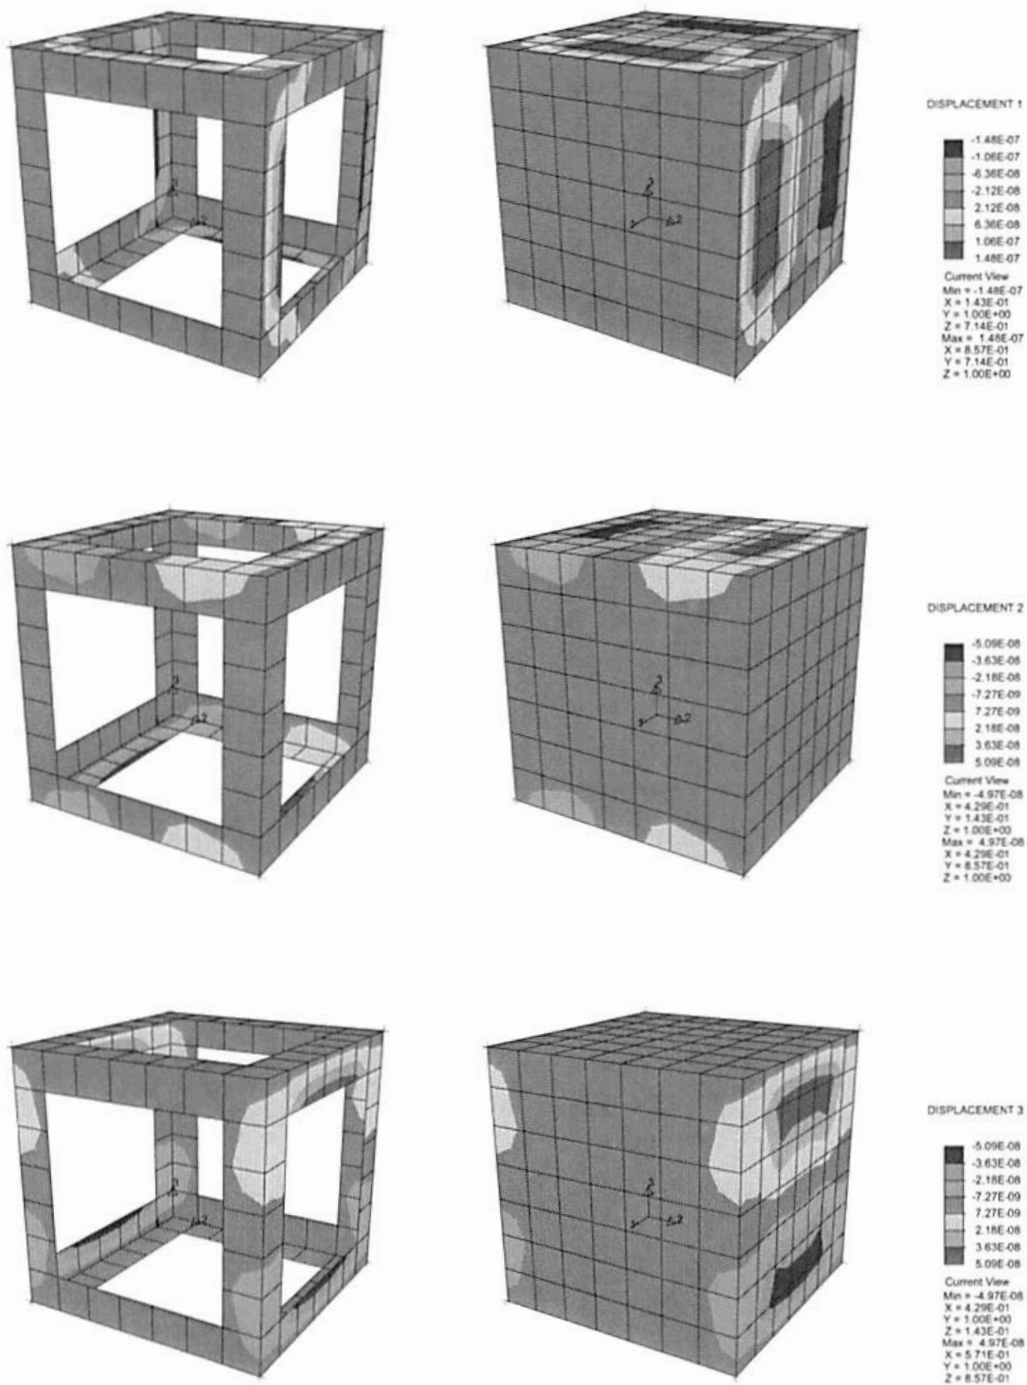 DISPLACEMENT 1
-1.48E-07
-1.06E-07
-6.36E-08
-2.12E-08
2.12E-08
6.36E-08
1.06E-07
1.48E-07
Current View
Min = -1.48E-07
X = 1.43E-01
Y = 1.00E+00
Z = 7.14E-01
Max = 1.48E-07
X = 8.57E-01
Y = 7.14E-01
Z = 1.00E+00
DISPLACEMENT 2
-5.09E-08
-3.63E-08
-2.18E-08
-7.27E-09
7.27E-09
2.18E-08
3.63E-08
5.09E-08
Current View
Min = -4.97E-08
X = 4.29E-01
Y = 1.43E-01
Z = 1.00E+00
Max = 4.97E-08
X = 4.29E-01
Y = 8.57E-01
Z = 1.00E+00
DISPLACEMENT 3
-5.09E-08
-3.63E-08
-2.18E-08
-7.27E-09
7.27E-09
2.18E-08
3.63E-08
5.09E-08
Current View
Min = -4.97E-08
X = 4.29E-01
Y = 1.00E+00
Z = 1.43E-01
Max = 4.97E-08
X = 5.71E-01
Y = 1.00E+00
Z = 8.57E-01